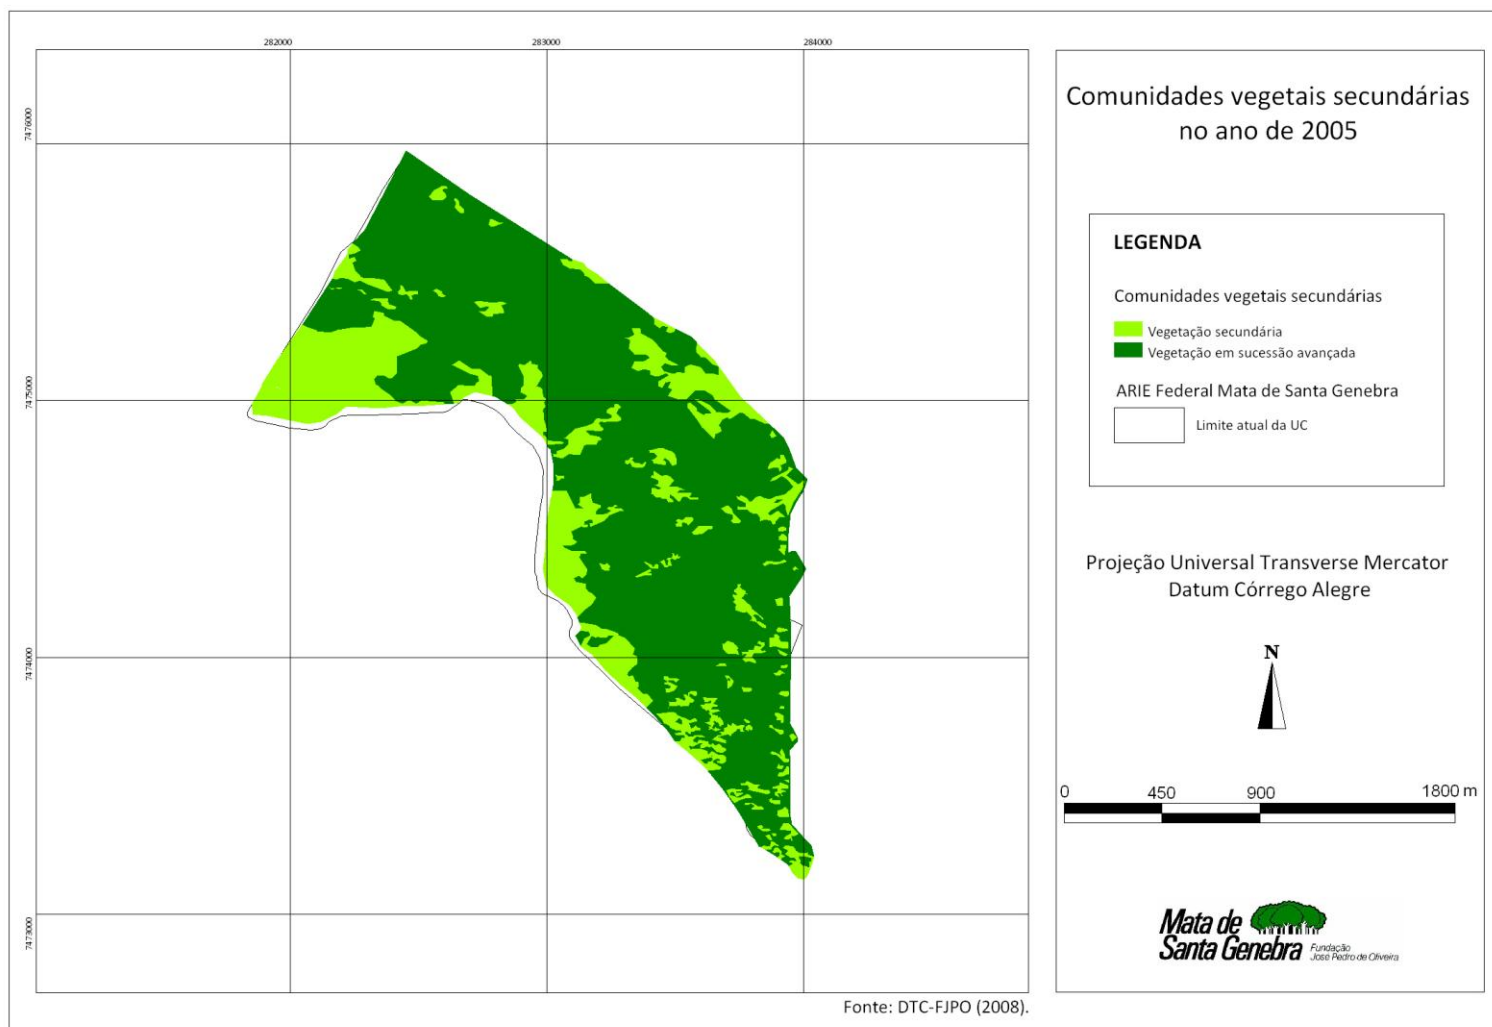 282000
283000
284000
7476000
7475000
7474000
7473000
Comunidades vegetais secundárias
no ano de 2005
LEGENDA
Comunidades vegetais secundárias
Vegetação secundária
Vegetação em sucessão avançada
ARIE Federal Mata de Santa Genebra
Limite atual da UC
Projeção Universal Transverse Mercator
Datum Córrego Alegre
N
0 450 900 1800 m
Mata de
Santa Genebra
Fundação
José Pedro de Oliveira
Fonte: DTC-FJPO (2008).